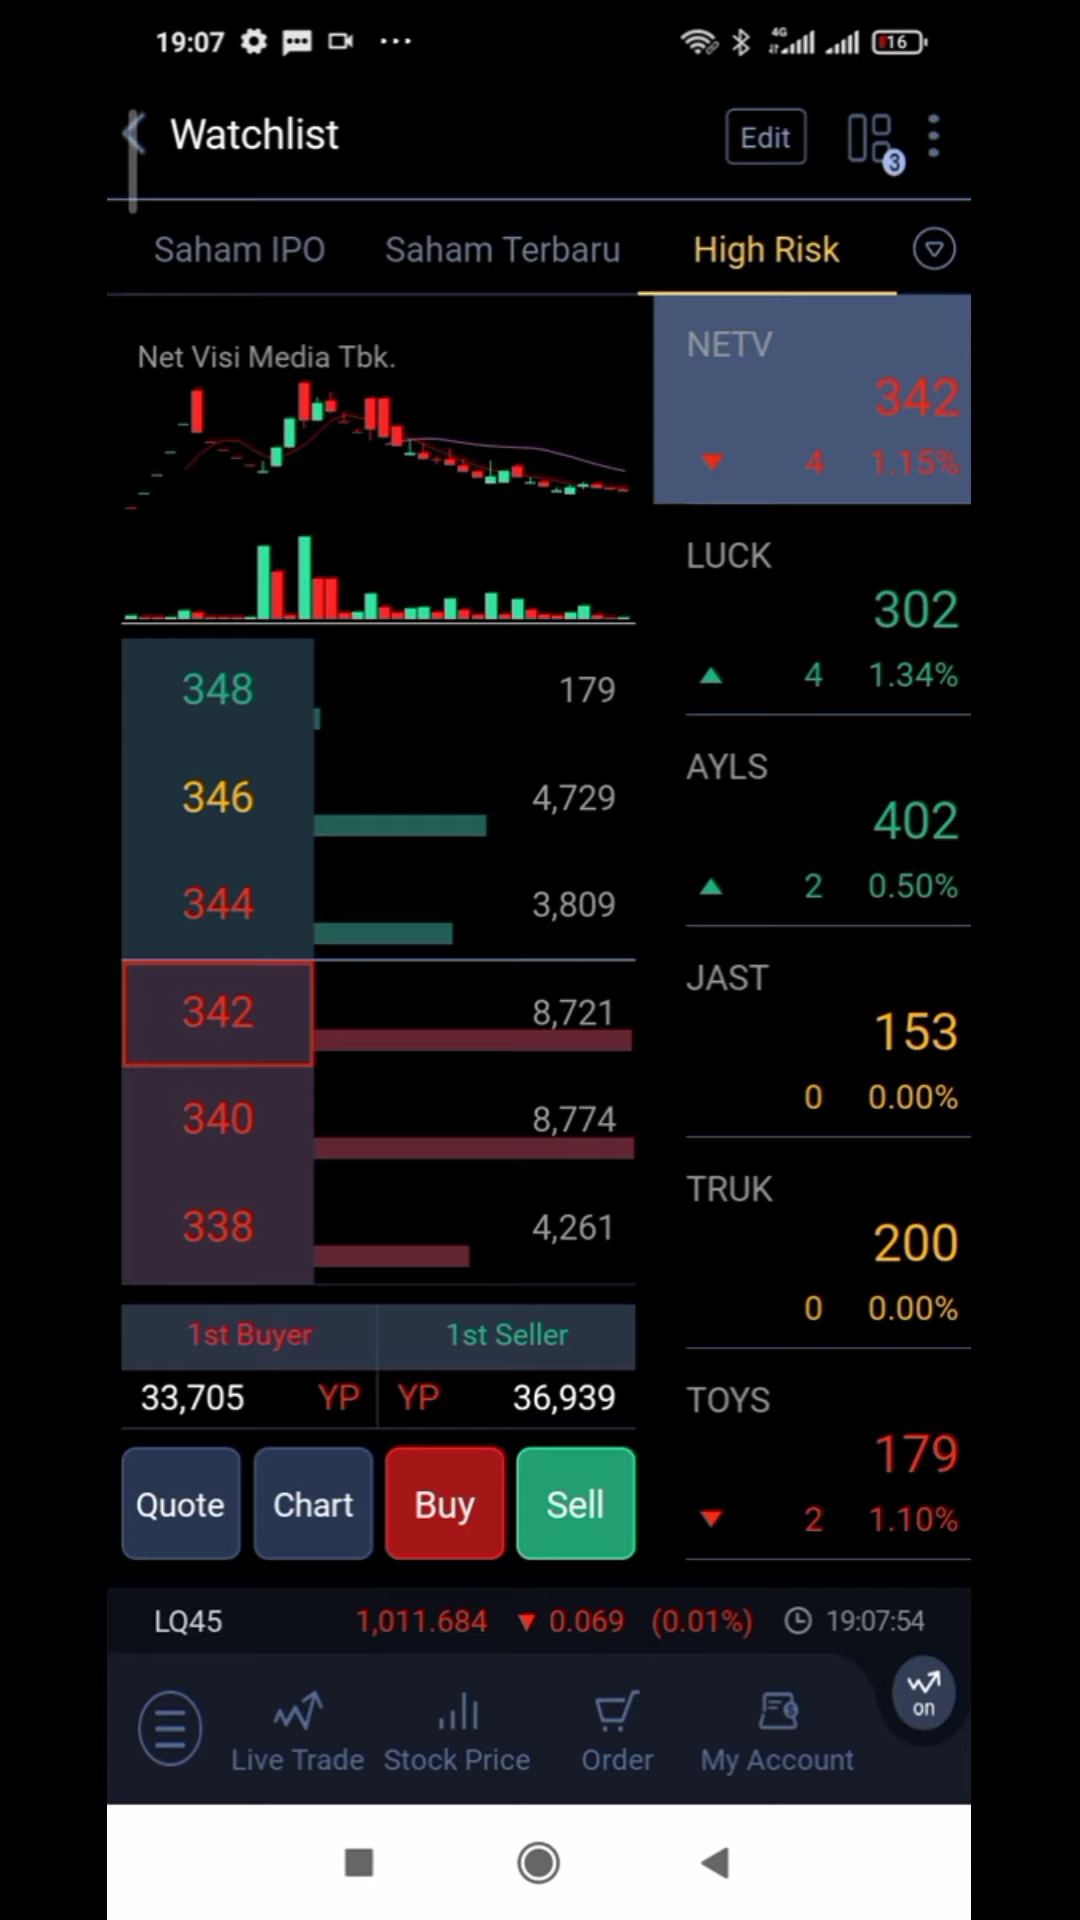 19:07
4G
16
Watchlist
Edit
3
Saham IPO
Saham Terbaru
High Risk
Net Visi Media Tbk.
348 179
346 4,729
344 3,809
342 8,721
340 8,774
338 4,261
1st Buyer 1st Seller
33,705 YP YP 36,939
Quote
Chart
Buy
Sell
NETV
342
▼ 4 1.15%
LUCK
302
▲ 4 1.34%
AYLS
402
▲ 2 0.50%
JAST
153
0 0.00%
TRUK
200
0 0.00%
TOYS
179
▼ 2 1.10%
LQ45 1,011.684 ▼ 0.069 (0.01%) 19:07:54
on
Live Trade
Stock Price
Order
My Account